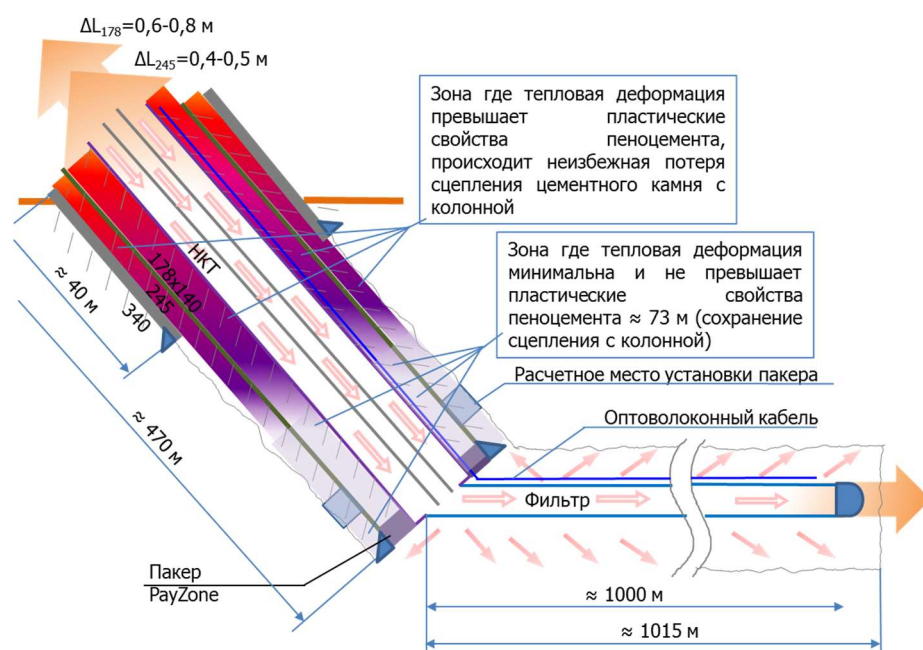 ΔL178=0,6-0,8 м
ΔL245=0,4-0,5 м
Зона где тепловая деформация
превышает пластические
свойства пеноцемента,
происходит неизбежная потеря
сцепления цементного камня с
колонной
Зона где тепловая деформация
минимальна и не превышает
пластические свойства
пеноцемента ≈ 73 м (сохранение
сцепления с колонной)
Расчетное место установки пакера
Оптоволоконный кабель
НКТ
178х140
245
340
≈ 40 м
≈ 470 м
Фильтр
Пакер
PayZone
≈ 1000 м
≈ 1015 м